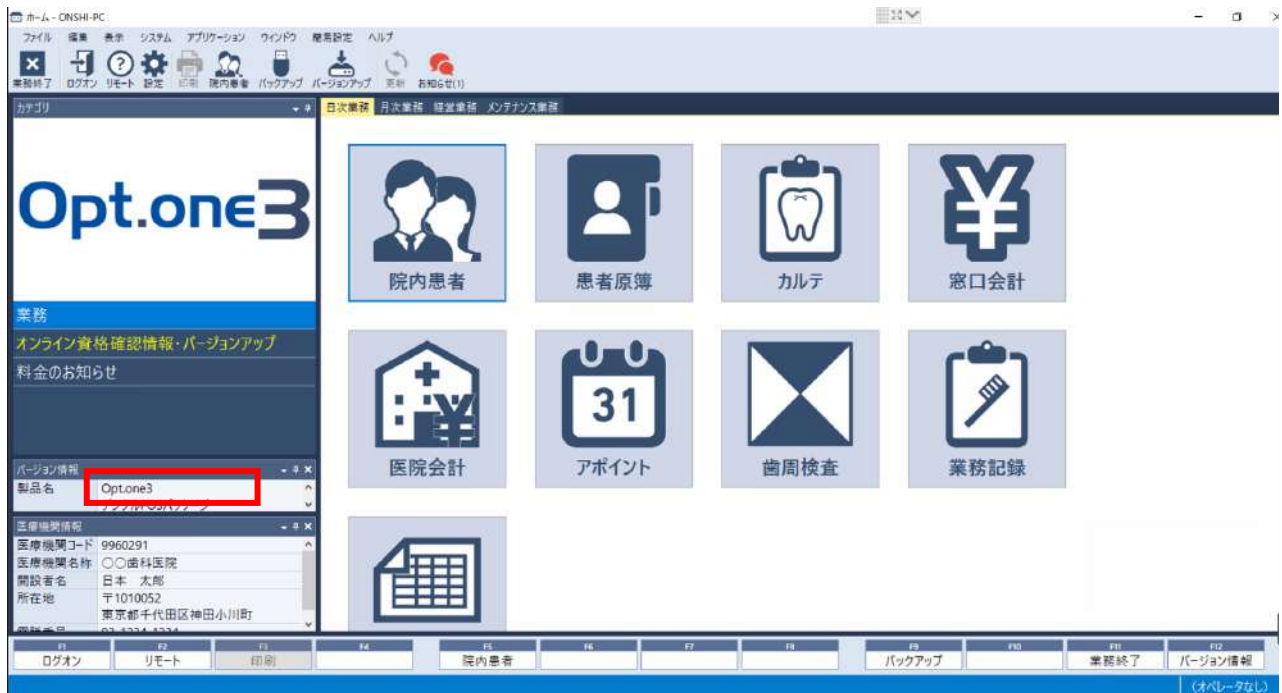 ホーム - ONSHI-PC
ファイル 編集 表示 システム アプリケーション ウィンドウ 簡易設定 ヘルプ
業務終了 ログオン リモート 設定 印刷 院内患者 バックアップ バージョンアップ 更新 お知らせ(1)
カテゴリ
日次業務 月次業務 経営業務 メンテナンス業務
Opt.one3
院内患者 患者原簿 カルテ 窓口会計
業務
オンライン資格確認情報・バージョンアップ
料金のお知らせ
31
医院会計 アポイント 歯周検査 業務記録
バージョン情報
製品名 Opt.one3
医療機関情報
医療機関コード 9960291
医療機関名称 〇〇歯科医院
開設者名 日本 太郎
所在地 〒1010052
東京都千代田区神田小川町
F1 F2 F3 F4 F5 F6 F7 F8 F9 F10 F11 F12
ログオン リモート 印刷 院内患者 バックアップ 業務終了 バージョン情報
(オペレータなし)